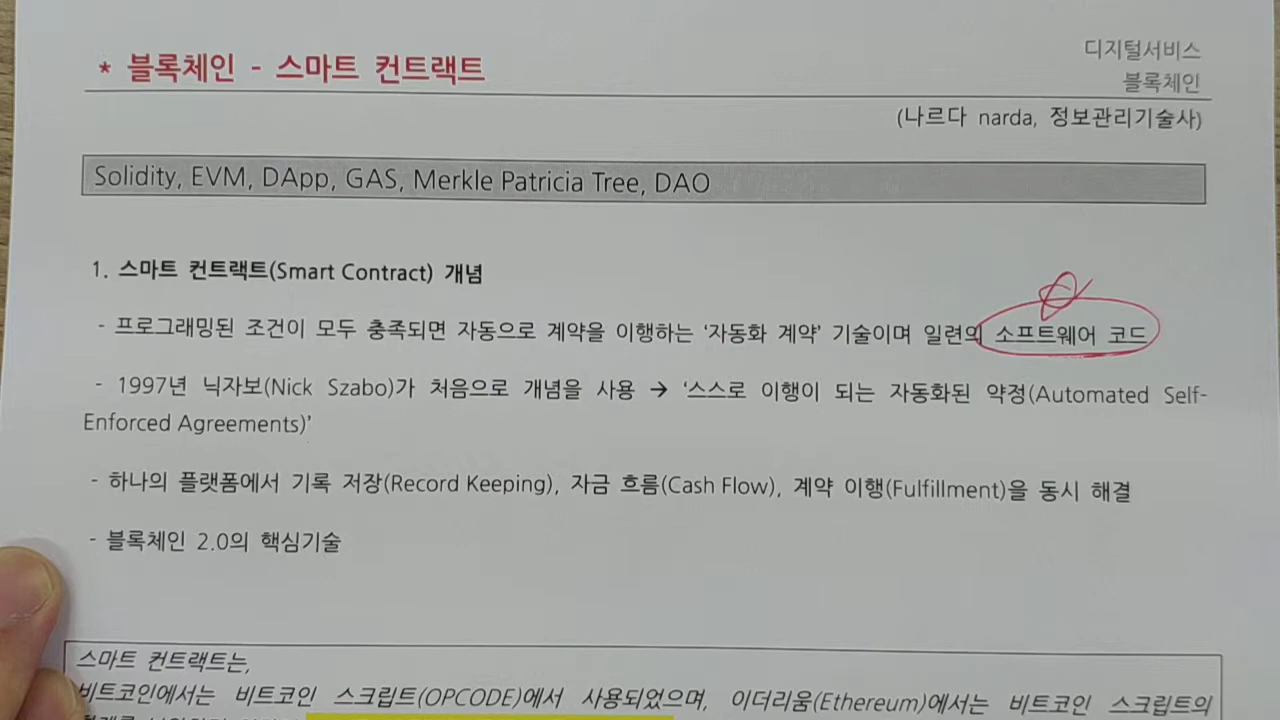 * 블록체인 - 스마트 컨트랙트
디지털서비스
블록체인
(나르다 narda, 정보관리기술사)
Solidity, EVM, DApp, GAS, Merkle Patricia Tree, DAO
1. 스마트 컨트랙트(Smart Contract) 개념
- 프로그래밍된 조건이 모두 충족되면 자동으로 계약을 이행하는 ‘자동화 계약’ 기술이며 일련의 소프트웨어 코드
- 1997년 닉자보(Nick Szabo)가 처음으로 개념을 사용 → ‘스스로 이행이 되는 자동화된 약정(Automated Self-
Enforced Agreements)’
- 하나의 플랫폼에서 기록 저장(Record Keeping), 자금 흐름(Cash Flow), 계약 이행(Fulfillment)을 동시 해결
- 블록체인 2.0의 핵심기술
스마트 컨트랙트는,
비트코인에서는 비트코인 스크립트(OPCODE)에서 사용되었으며, 이더리움(Ethereum)에서는 비트코인 스크립트의